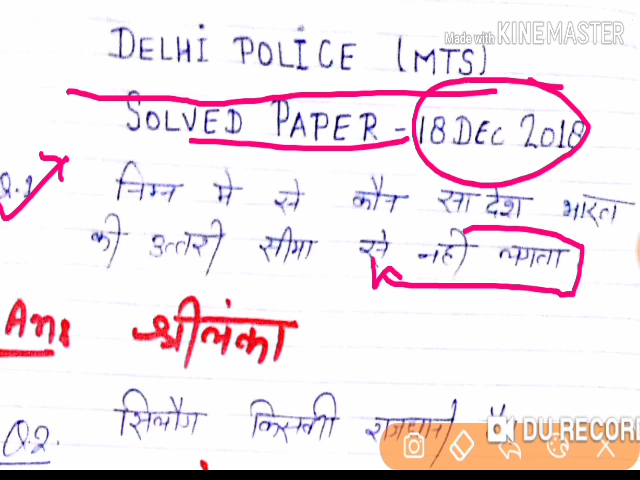 Made with KINEMASTER
DELHI POLICE (MTS)
SOLVED PAPER - 18 DEC 2018
Q.1 निम्न मे से कौन सा देश भारत
की उत्तरी सीमा से नही लगता
Ans श्रीलंका
Q.2. सिलौंग किसकी राजधानी
DU RECORD